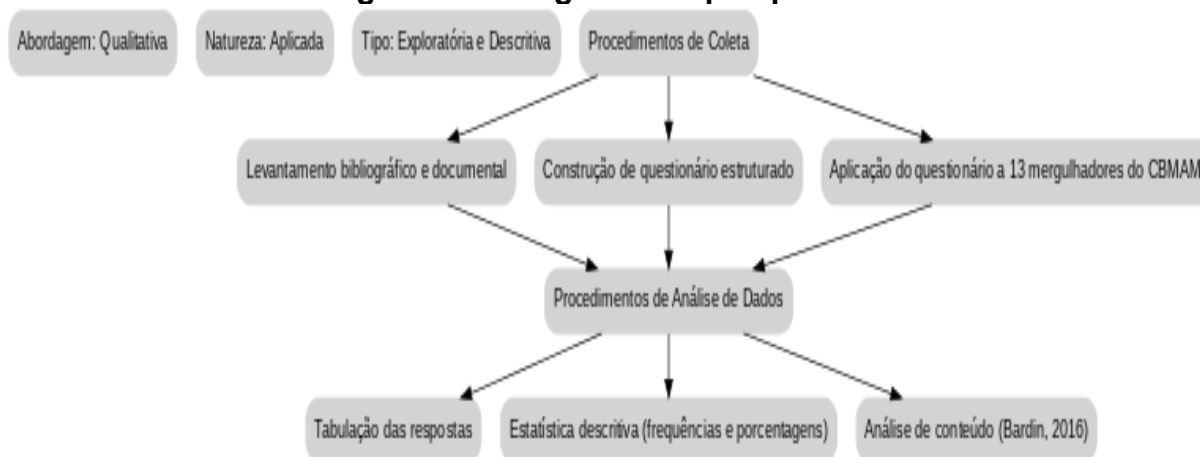 Abordagem: Qualitativa
Natureza: Aplicada
Tipo: Exploratória e Descritiva
Procedimentos de Coleta
Levantamento bibliográfico e documental
Construção de questionário estruturado
Aplicação do questionário a 13 mergulhadores do CBMAM
Procedimentos de Análise de Dados
Tabulação das respostas
Estatística descritiva (frequências e porcentagens)
Análise de conteúdo (Bardin, 2016)